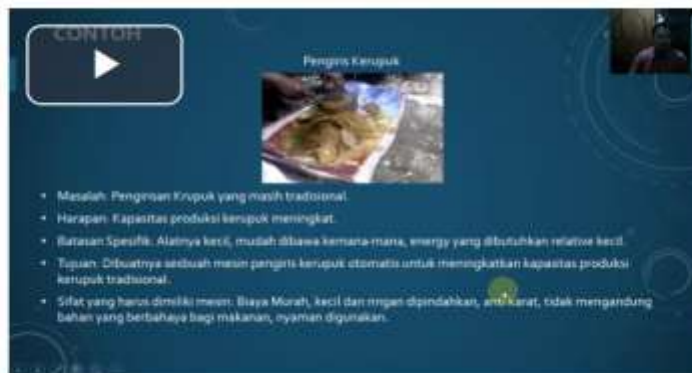 CONTOH
Pengiris Kerupuk
Masalah: Pengirisan Krupuk yang masih tradisional.
Harapan: Kapasitas produksi kerupuk meningkat.
Batasan Spesifik: Alatnya kecil, mudah dibawa kemana-mana, energy yang dibutuhkan relative kecil.
Tujuan: Dibuatnya sesbuah mesin pengiris kerupuk otomatis untuk meningkatkan kapasitas produksi
kerupuk tradisional.
Sifat yang harus dimiliki mesin: Biaya Murah, kecil dan ringan dipindahkan, anti karat, tidak mengandung
bahan yang berbahaya bagi makanan, nyaman digunakan.